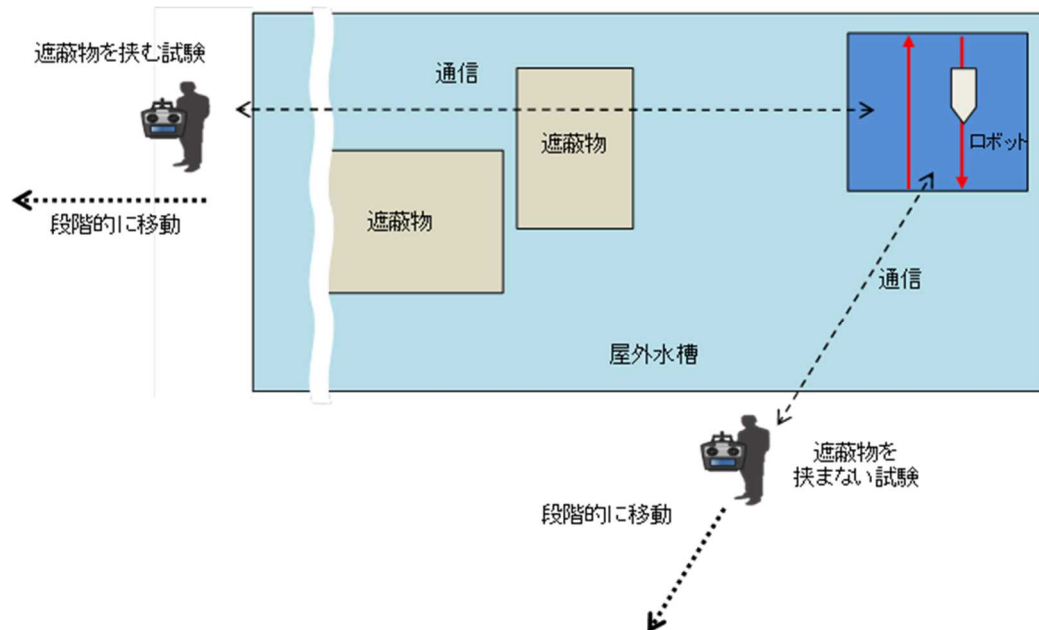 遮蔽物を挟む試験
通信
遮蔽物
ロボット
遮蔽物
段階的に移動
通信
屋外水槽
遮蔽物を
挟まない試験
段階的に移動